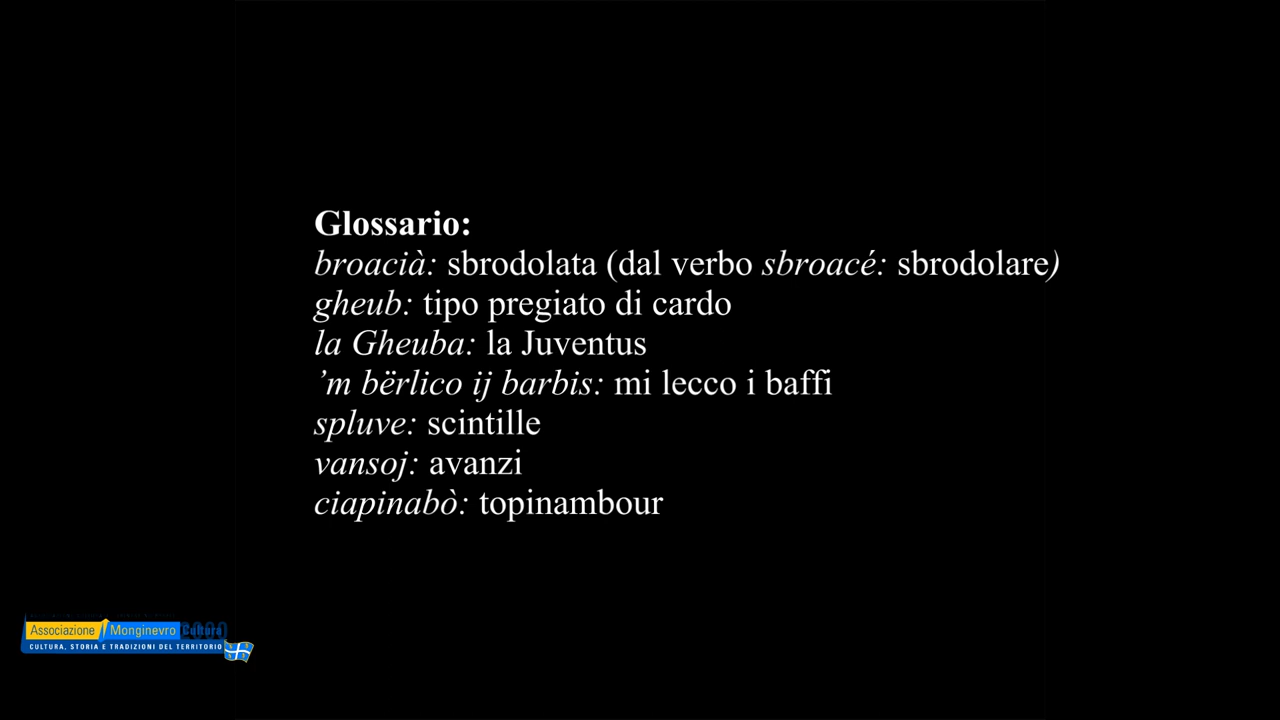 Glossario:
broacià: sbrodolata (dal verbo sbroacé: sbrodolare)
gheub: tipo pregiato di cardo
la Gheuba: la Juventus
’m bërlico ij barbis: mi lecco i baffi
spluve: scintille
vansoj: avanzi
ciapinabò: topinambour
Associazione Monginevro Cultura
CULTURA, STORIA E TRADIZIONI DEL TERRITORIO